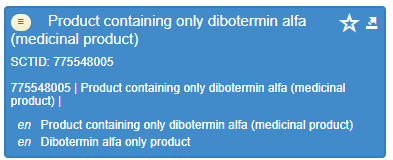 Product containing only dibotermin alfa
(medicinal product)
SCTID: 775548005
775548005 | Product containing only dibotermin alfa (medicinal
product) |
en Product containing only dibotermin alfa (medicinal product)
en Dibotermin alfa only product